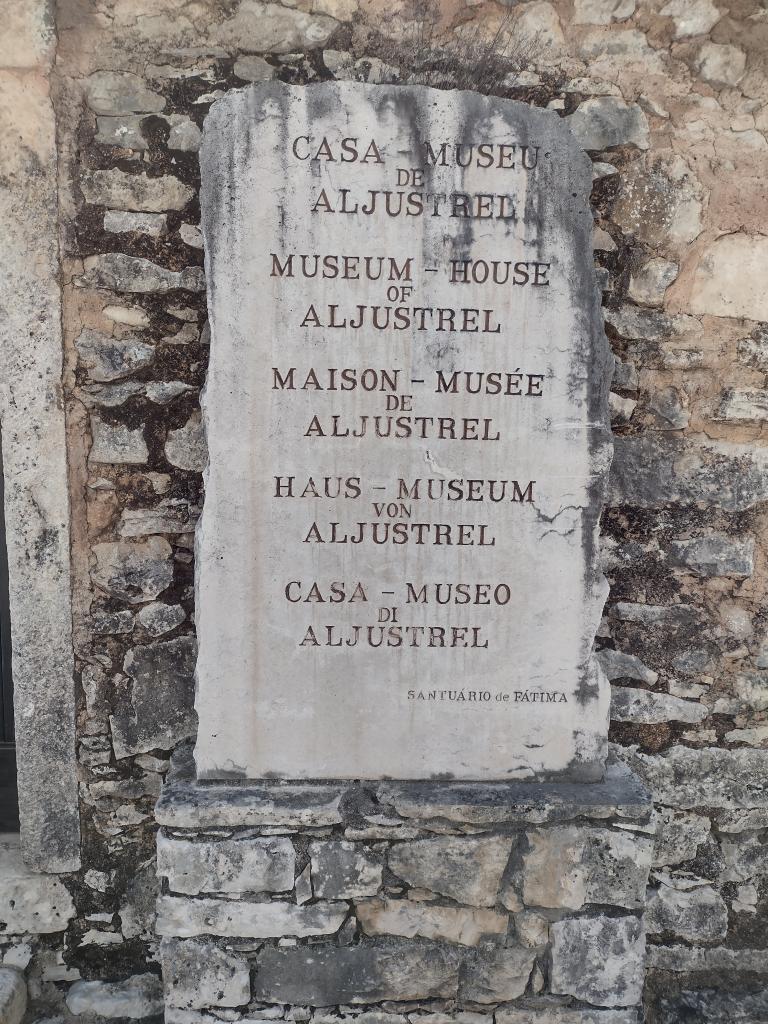 CASA - MUSEU
DE
ALJUSTREL
MUSEUM - HOUSE
OF
ALJUSTREL
MAISON - MUSÉE
DE
ALJUSTREL
HAUS - MUSEUM
VON
ALJUSTREL
CASA - MUSEO
DI
ALJUSTREL
SANTUÁRIO de FÁTIMA